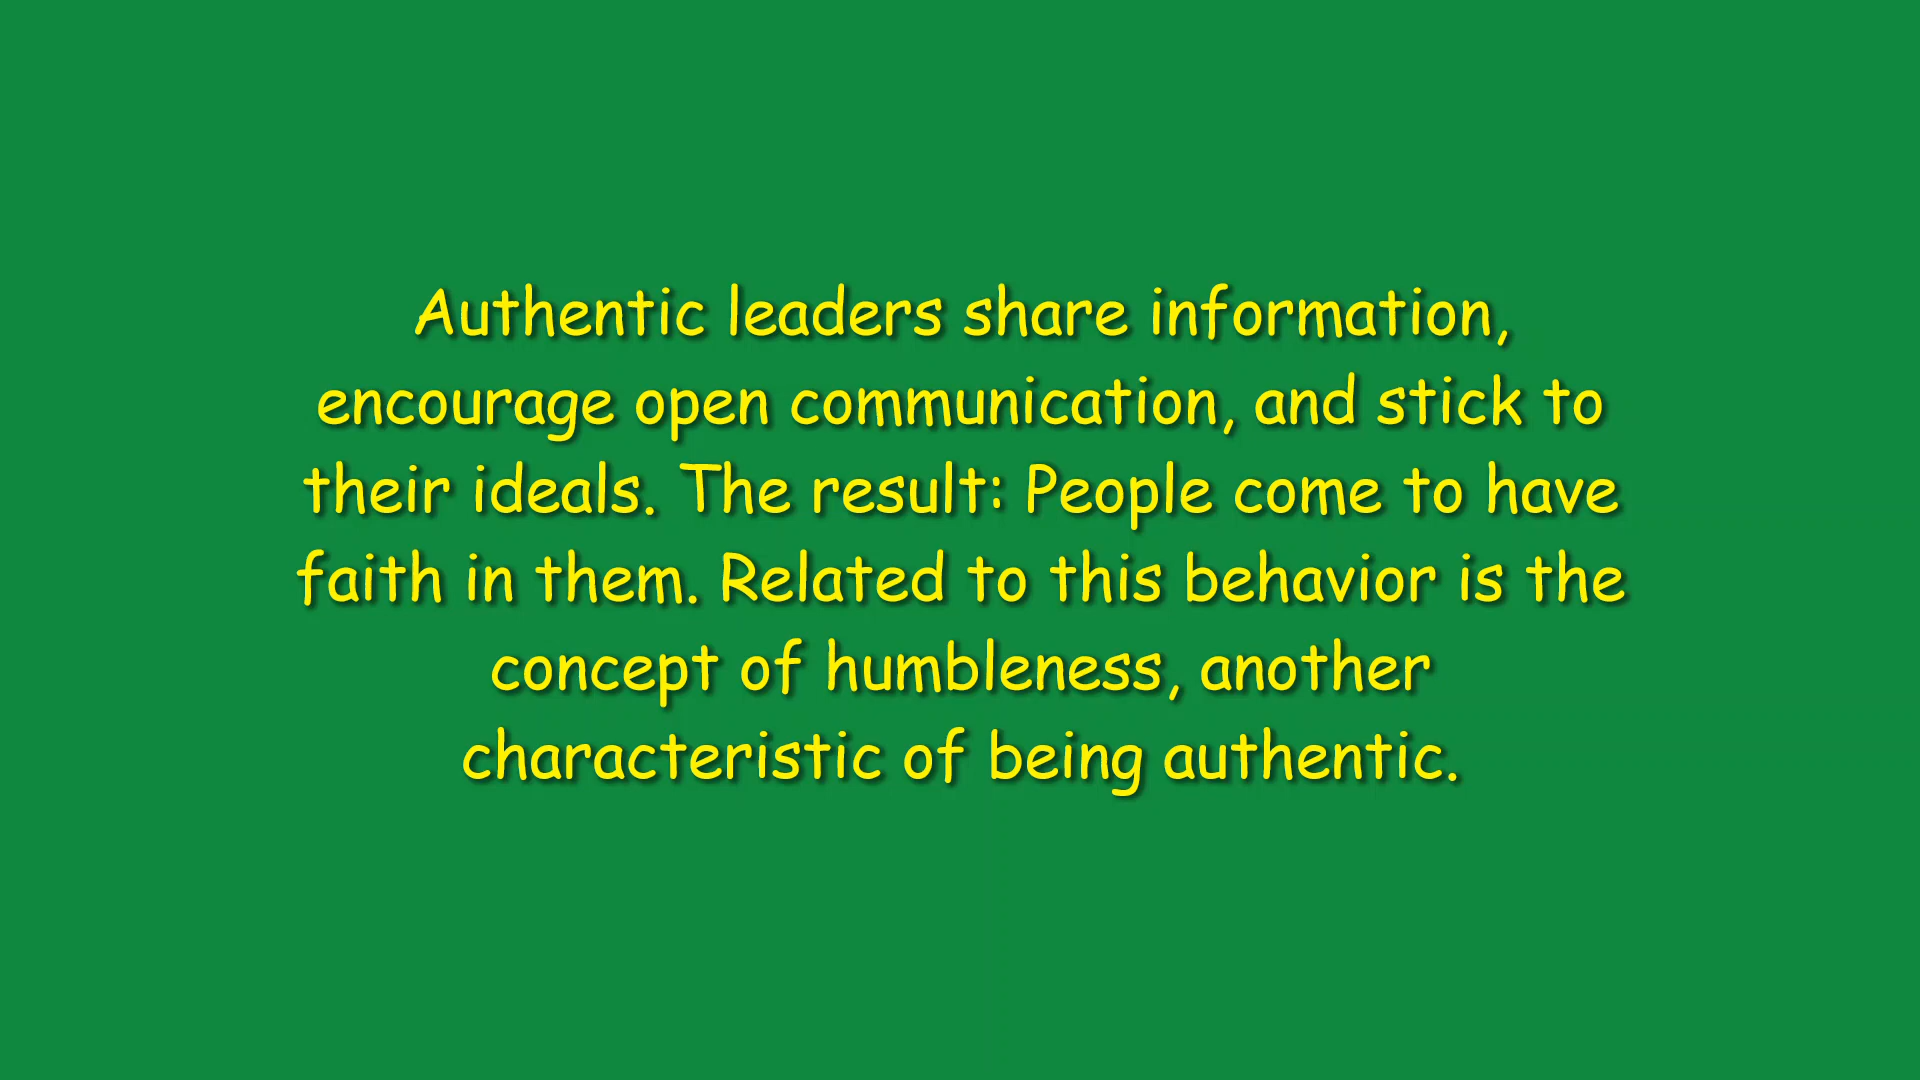 Authentic leaders share information,
encourage open communication, and stick to
their ideals. The result: People come to have
faith in them. Related to this behavior is the
concept of humbleness, another
characteristic of being authentic.